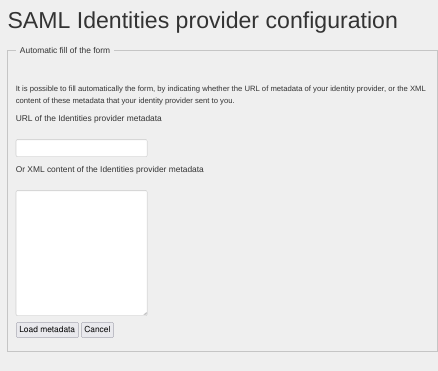 SAML Identities provider configuration
Automatic fill of the form
It is possible to fill automatically the form, by indicating whether the URL of metadata of your identity provider, or the XML
content of these metadata that your identity provider sent to you.
URL of the Identities provider metadata
Or XML content of the Identities provider metadata
Load metadata Cancel